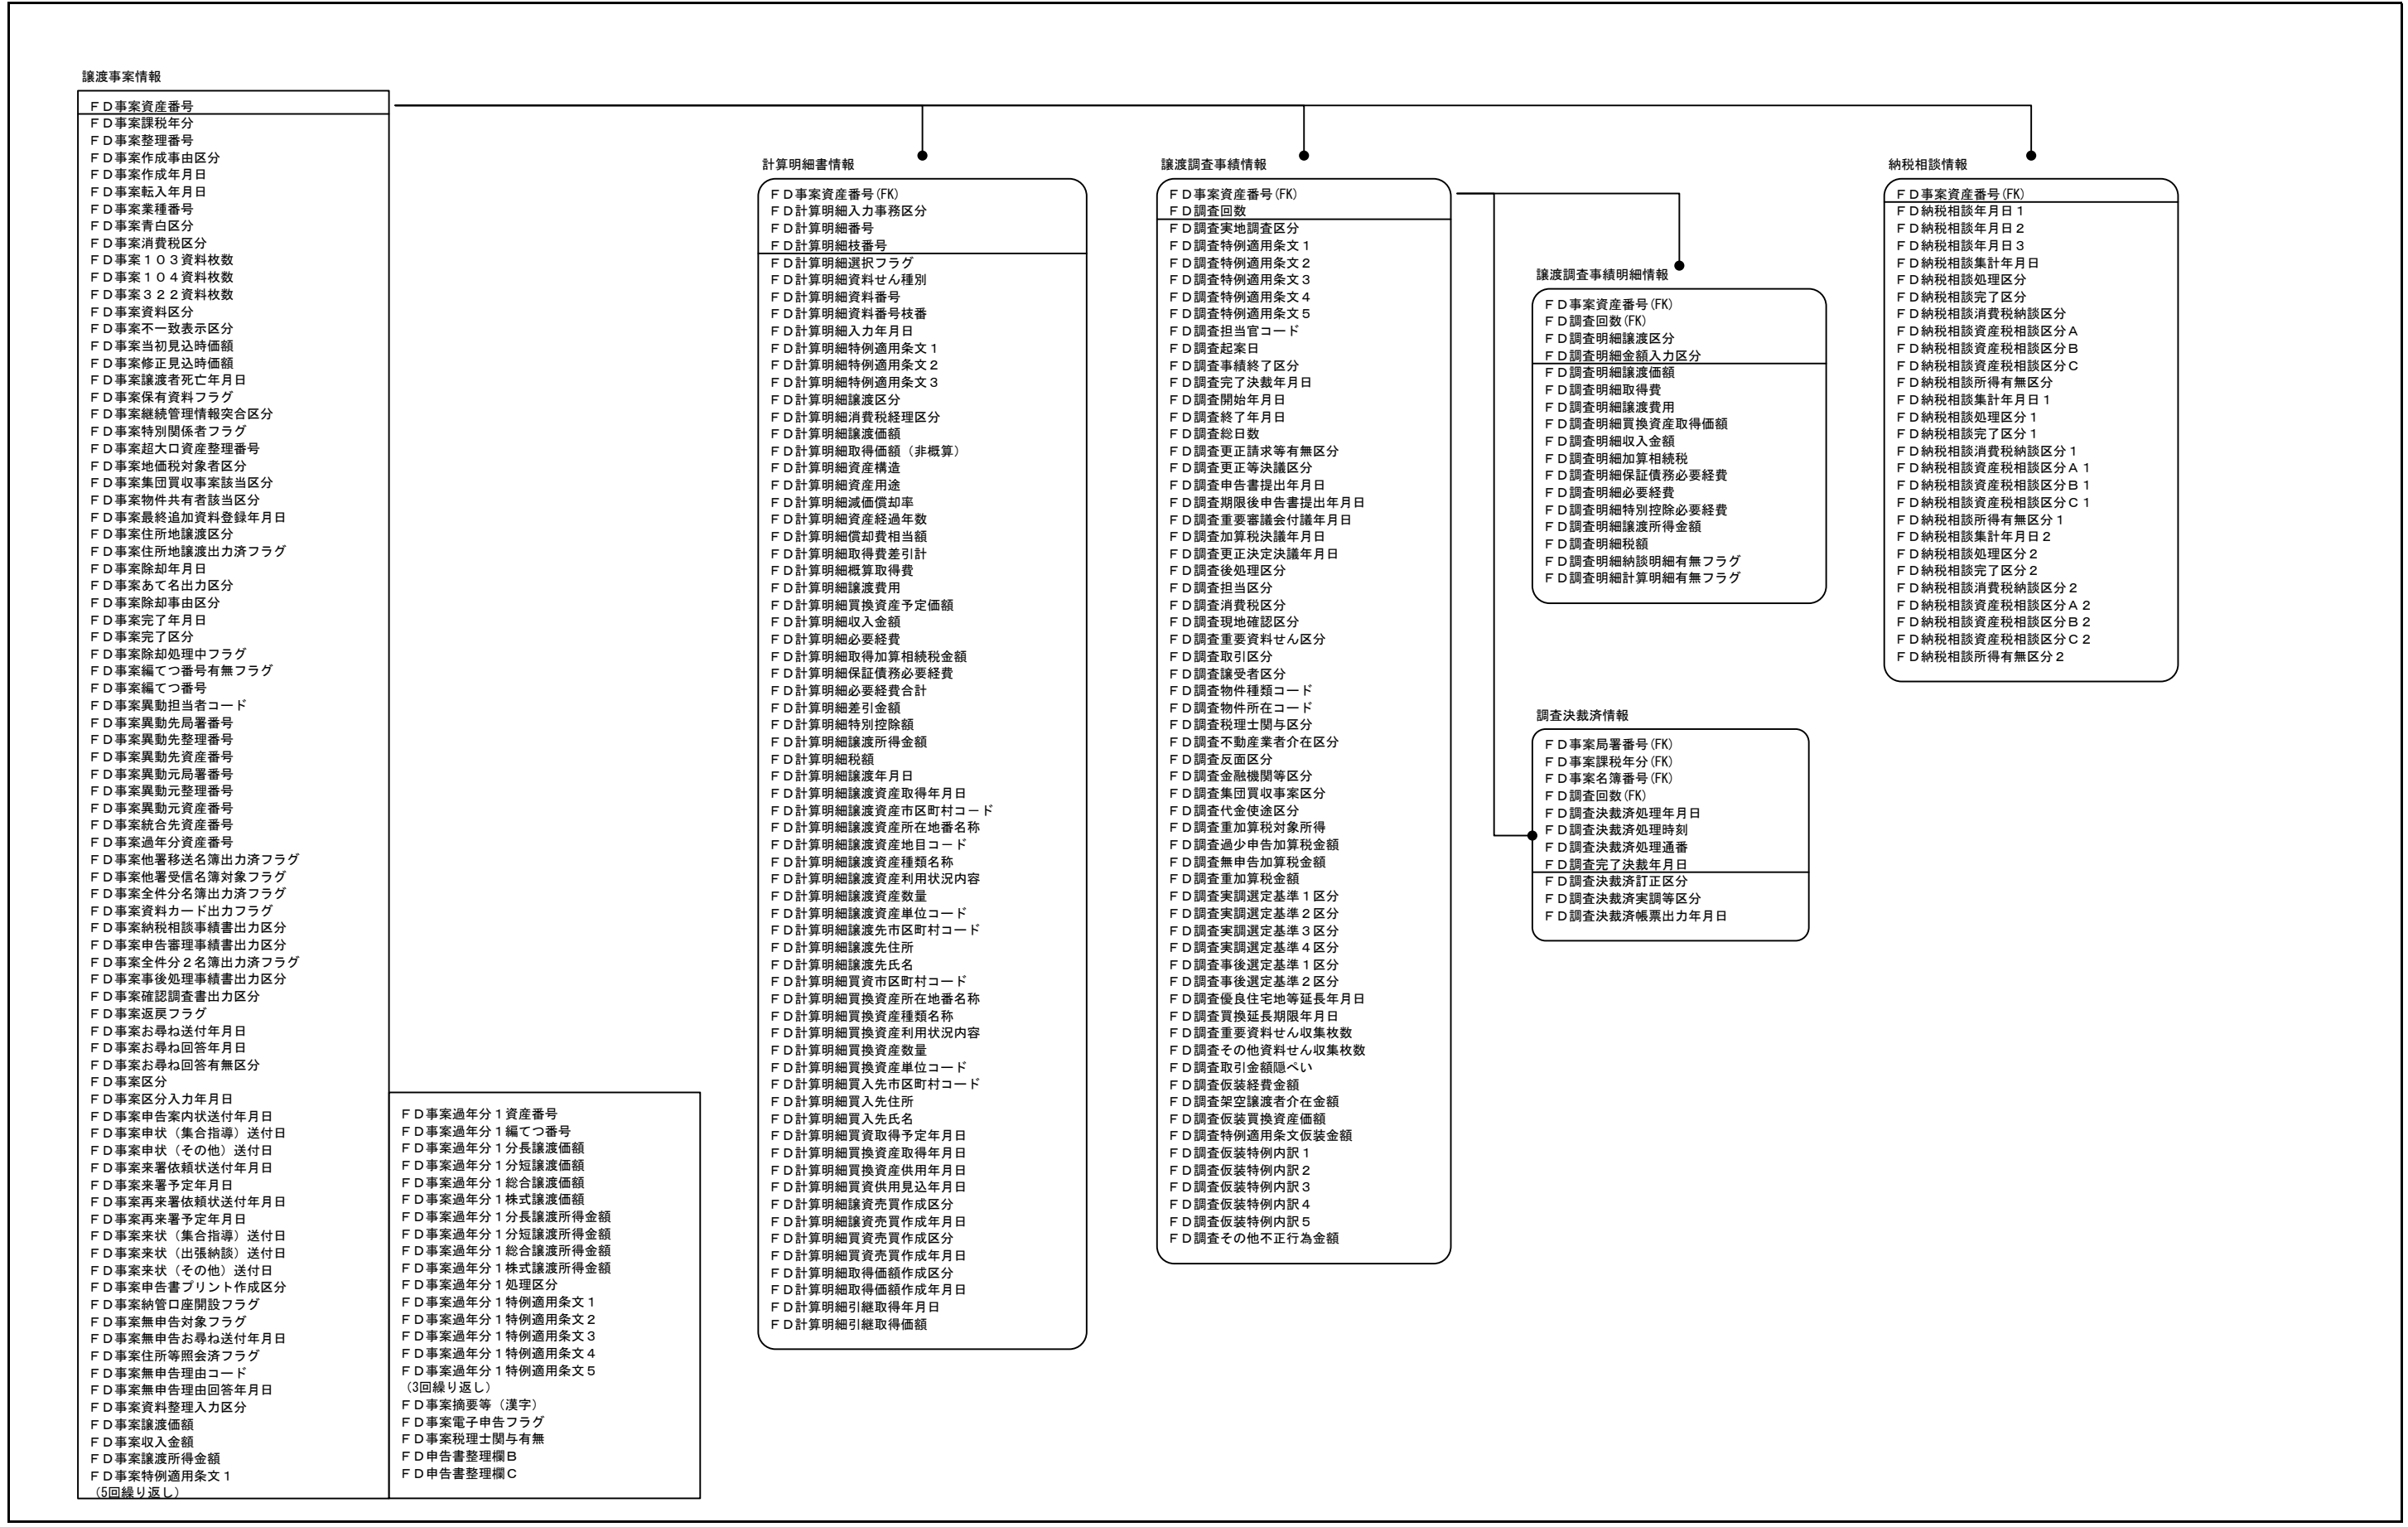 譲渡事案情報
ＦＤ事案資産番号
ＦＤ事案課税年分
ＦＤ事案整理番号
ＦＤ事案作成事由区分
ＦＤ事案作成年月日
ＦＤ事案転入年月日
ＦＤ事案業種番号
ＦＤ事案青白区分
ＦＤ事案消費税区分
ＦＤ事案１０３資料枚数
ＦＤ事案１０４資料枚数
ＦＤ事案３２２資料枚数
ＦＤ事案資料区分
ＦＤ事案不一致表示区分
ＦＤ事案当初見込時価額
ＦＤ事案修正見込時価額
ＦＤ事案譲渡者死亡年月日
ＦＤ事案保有資料フラグ
ＦＤ事案継続管理情報突合区分
ＦＤ事案特別関係者フラグ
ＦＤ事案超大口資産整理番号
ＦＤ事案地価税対象者区分
ＦＤ事案集団買収事案該当区分
ＦＤ事案物件共有者該当区分
ＦＤ事案最終追加資料登録年月日
ＦＤ事案住所地譲渡区分
ＦＤ事案住所地譲渡出力済フラグ
ＦＤ事案除却年月日
ＦＤ事案あて名出力区分
ＦＤ事案除却事由区分
ＦＤ事案完了年月日
ＦＤ事案完了区分
ＦＤ事案除却処理中フラグ
ＦＤ事案編てつ番号有無フラグ
ＦＤ事案編てつ番号
ＦＤ事案異動担当者コード
ＦＤ事案異動先局署番号
ＦＤ事案異動先整理番号
ＦＤ事案異動先資産番号
ＦＤ事案異動元局署番号
ＦＤ事案異動元整理番号
ＦＤ事案異動元資産番号
ＦＤ事案統合先資産番号
ＦＤ事案過年分資産番号
ＦＤ事案他署移送名簿出力済フラグ
ＦＤ事案他署受信名簿対象フラグ
ＦＤ事案全件分名簿出力済フラグ
ＦＤ事案資料カード出力フラグ
ＦＤ事案納税相談事績書出力区分
ＦＤ事案申告審理事績書出力区分
ＦＤ事案全件分２名簿出力済フラグ
ＦＤ事案事後処理事績書出力区分
ＦＤ事案確認調査書出力区分
ＦＤ事案返戻フラグ
ＦＤ事案お尋ね送付年月日
ＦＤ事案お尋ね回答年月日
ＦＤ事案お尋ね回答有無区分
ＦＤ事案区分
ＦＤ事案区分入力年月日
ＦＤ事案申告案内状送付年月日
ＦＤ事案申状（集合指導）送付日
ＦＤ事案申状（その他）送付日
ＦＤ事案来署依頼状送付年月日
ＦＤ事案来署予定年月日
ＦＤ事案再来署依頼状送付年月日
ＦＤ事案再来署予定年月日
ＦＤ事案来状（集合指導）送付日
ＦＤ事案来状（出張納談）送付日
ＦＤ事案来状（その他）送付日
ＦＤ事案申告書プリント作成区分
ＦＤ事案納管口座開設フラグ
ＦＤ事案無申告対象フラグ
ＦＤ事案無申告お尋ね送付年月日
ＦＤ事案住所等照会済フラグ
ＦＤ事案無申告理由コード
ＦＤ事案無申告理由回答年月日
ＦＤ事案資料整理入力区分
ＦＤ事案譲渡価額
ＦＤ事案収入金額
ＦＤ事案譲渡所得金額
ＦＤ事案特例適用条文１
（5回繰り返し）
ＦＤ事案過年分１資産番号
ＦＤ事案過年分１編てつ番号
ＦＤ事案過年分１分長譲渡価額
ＦＤ事案過年分１分短譲渡価額
ＦＤ事案過年分１総合譲渡価額
ＦＤ事案過年分１株式譲渡価額
ＦＤ事案過年分１分長譲渡所得金額
ＦＤ事案過年分１分短譲渡所得金額
ＦＤ事案過年分１総合譲渡所得金額
ＦＤ事案過年分１株式譲渡所得金額
ＦＤ事案過年分１処理区分
ＦＤ事案過年分１特例適用条文１
ＦＤ事案過年分１特例適用条文２
ＦＤ事案過年分１特例適用条文３
ＦＤ事案過年分１特例適用条文４
ＦＤ事案過年分１特例適用条文５
（3回繰り返し）
ＦＤ事案摘要等（漢字）
ＦＤ事案電子申告フラグ
ＦＤ事案税理士関与有無
ＦＤ申告書整理欄Ｂ
ＦＤ申告書整理欄Ｃ
計算明細書情報
ＦＤ事案資産番号(FK)
ＦＤ計算明細入力事務区分
ＦＤ計算明細番号
ＦＤ計算明細枝番号
ＦＤ計算明細選択フラグ
ＦＤ計算明細資料せん種別
ＦＤ計算明細資料番号
ＦＤ計算明細資料番号枝番
ＦＤ計算明細入力年月日
ＦＤ計算明細特例適用条文１
ＦＤ計算明細特例適用条文２
ＦＤ計算明細特例適用条文３
ＦＤ計算明細譲渡区分
ＦＤ計算明細消費税経理区分
ＦＤ計算明細譲渡価額
ＦＤ計算明細取得価額（非概算）
ＦＤ計算明細資産構造
ＦＤ計算明細資産用途
ＦＤ計算明細減価償却率
ＦＤ計算明細資産経過年数
ＦＤ計算明細償却費相当額
ＦＤ計算明細取得費差引計
ＦＤ計算明細概算取得費
ＦＤ計算明細譲渡費用
ＦＤ計算明細買換資産予定価額
ＦＤ計算明細収入金額
ＦＤ計算明細必要経費
ＦＤ計算明細取得加算相続税金額
ＦＤ計算明細保証債務必要経費
ＦＤ計算明細必要経費合計
ＦＤ計算明細差引金額
ＦＤ計算明細特別控除額
ＦＤ計算明細譲渡所得金額
ＦＤ計算明細税額
ＦＤ計算明細譲渡年月日
ＦＤ計算明細譲渡資産取得年月日
ＦＤ計算明細譲渡資産市区町村コード
ＦＤ計算明細譲渡資産所在地番名称
ＦＤ計算明細譲渡資産地目コード
ＦＤ計算明細譲渡資産種類名称
ＦＤ計算明細譲渡資産利用状況内容
ＦＤ計算明細譲渡資産数量
ＦＤ計算明細譲渡資産単位コード
ＦＤ計算明細譲渡先市区町村コード
ＦＤ計算明細譲渡先住所
ＦＤ計算明細譲渡先氏名
ＦＤ計算明細買資市区町村コード
ＦＤ計算明細買換資産所在地番名称
ＦＤ計算明細買換資産種類名称
ＦＤ計算明細買換資産利用状況内容
ＦＤ計算明細買換資産数量
ＦＤ計算明細買換資産単位コード
ＦＤ計算明細買入先市区町村コード
ＦＤ計算明細買入先住所
ＦＤ計算明細買入先氏名
ＦＤ計算明細買資取得予定年月日
ＦＤ計算明細買換資産取得年月日
ＦＤ計算明細買換資産供用年月日
ＦＤ計算明細買資供用見込年月日
ＦＤ計算明細譲資売買作成区分
ＦＤ計算明細譲資売買作成年月日
ＦＤ計算明細買資売買作成区分
ＦＤ計算明細買資売買作成年月日
ＦＤ計算明細取得価額作成区分
ＦＤ計算明細取得価額作成年月日
ＦＤ計算明細引継取得年月日
ＦＤ計算明細引継取得価額
譲渡調査事績情報
ＦＤ事案資産番号(FK)
ＦＤ調査回数
ＦＤ調査実地調査区分
ＦＤ調査特例適用条文１
ＦＤ調査特例適用条文２
ＦＤ調査特例適用条文３
ＦＤ調査特例適用条文４
ＦＤ調査特例適用条文５
ＦＤ調査担当官コード
ＦＤ調査起案日
ＦＤ調査事績終了区分
ＦＤ調査完了決裁年月日
ＦＤ調査開始年月日
ＦＤ調査終了年月日
ＦＤ調査総日数
ＦＤ調査更正請求等有無区分
ＦＤ調査更正等決議区分
ＦＤ調査申告書提出年月日
ＦＤ調査期限後申告書提出年月日
ＦＤ調査重要審議会付議年月日
ＦＤ調査加算税決議年月日
ＦＤ調査更正決定決議年月日
ＦＤ調査後処理区分
ＦＤ調査担当区分
ＦＤ調査消費税区分
ＦＤ調査現地確認区分
ＦＤ調査重要資料せん区分
ＦＤ調査取引区分
ＦＤ調査譲受者区分
ＦＤ調査物件種類コード
ＦＤ調査物件所在コード
ＦＤ調査税理士関与区分
ＦＤ調査不動産業者介在区分
ＦＤ調査反面区分
ＦＤ調査金融機関等区分
ＦＤ調査集団買収事案区分
ＦＤ調査代金使途区分
ＦＤ調査重加算税対象所得
ＦＤ調査過少申告加算税金額
ＦＤ調査無申告加算税金額
ＦＤ調査重加算税金額
ＦＤ調査実調選定基準１区分
ＦＤ調査実調選定基準２区分
ＦＤ調査実調選定基準３区分
ＦＤ調査実調選定基準４区分
ＦＤ調査事後選定基準１区分
ＦＤ調査事後選定基準２区分
ＦＤ調査優良住宅地等延長年月日
ＦＤ調査買換延長期限年月日
ＦＤ調査重要資料せん収集枚数
ＦＤ調査その他資料せん収集枚数
ＦＤ調査取引金額隠ぺい
ＦＤ調査仮装経費金額
ＦＤ調査架空譲渡者介在金額
ＦＤ調査仮装買換資産価額
ＦＤ調査特例適用条文仮装金額
ＦＤ調査仮装特例内訳１
ＦＤ調査仮装特例内訳２
ＦＤ調査仮装特例内訳３
ＦＤ調査仮装特例内訳４
ＦＤ調査仮装特例内訳５
ＦＤ調査その他不正行為金額
譲渡調査事績明細情報
ＦＤ事案資産番号(FK)
ＦＤ調査回数(FK)
ＦＤ調査明細譲渡区分
ＦＤ調査明細金額入力区分
ＦＤ調査明細譲渡価額
ＦＤ調査明細取得費
ＦＤ調査明細譲渡費用
ＦＤ調査明細買換資産取得価額
ＦＤ調査明細収入金額
ＦＤ調査明細加算相続税
ＦＤ調査明細保証債務必要経費
ＦＤ調査明細必要経費
ＦＤ調査明細特別控除必要経費
ＦＤ調査明細譲渡所得金額
ＦＤ調査明細税額
ＦＤ調査明細納談明細有無フラグ
ＦＤ調査明細計算明細有無フラグ
調査決裁済情報
ＦＤ事案局署番号(FK)
ＦＤ事案課税年分(FK)
ＦＤ事案名簿番号(FK)
ＦＤ調査回数(FK)
ＦＤ調査決裁済処理年月日
ＦＤ調査決裁済処理時刻
ＦＤ調査決裁済処理通番
ＦＤ調査完了決裁年月日
ＦＤ調査決裁済訂正区分
ＦＤ調査決裁済実調等区分
ＦＤ調査決裁済帳票出力年月日
納税相談情報
ＦＤ事案資産番号(FK)
ＦＤ納税相談年月日１
ＦＤ納税相談年月日２
ＦＤ納税相談年月日３
ＦＤ納税相談集計年月日
ＦＤ納税相談処理区分
ＦＤ納税相談完了区分
ＦＤ納税相談消費税納談区分
ＦＤ納税相談資産税相談区分Ａ
ＦＤ納税相談資産税相談区分Ｂ
ＦＤ納税相談資産税相談区分Ｃ
ＦＤ納税相談所得有無区分
ＦＤ納税相談集計年月日１
ＦＤ納税相談処理区分１
ＦＤ納税相談完了区分１
ＦＤ納税相談消費税納談区分１
ＦＤ納税相談資産税相談区分Ａ１
ＦＤ納税相談資産税相談区分Ｂ１
ＦＤ納税相談資産税相談区分Ｃ１
ＦＤ納税相談所得有無区分１
ＦＤ納税相談集計年月日２
ＦＤ納税相談処理区分２
ＦＤ納税相談完了区分２
ＦＤ納税相談消費税納談区分２
ＦＤ納税相談資産税相談区分Ａ２
ＦＤ納税相談資産税相談区分Ｂ２
ＦＤ納税相談資産税相談区分Ｃ２
ＦＤ納税相談所得有無区分２